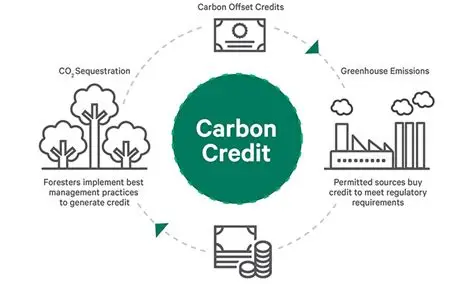 Carbon Offset Credits
CO₂ Sequestration
Greenhouse Emissions
Carbon
Credit
Foresters implement best
management practices
to generate credit
Permitted sources buy
credit to meet regulatory
requirements